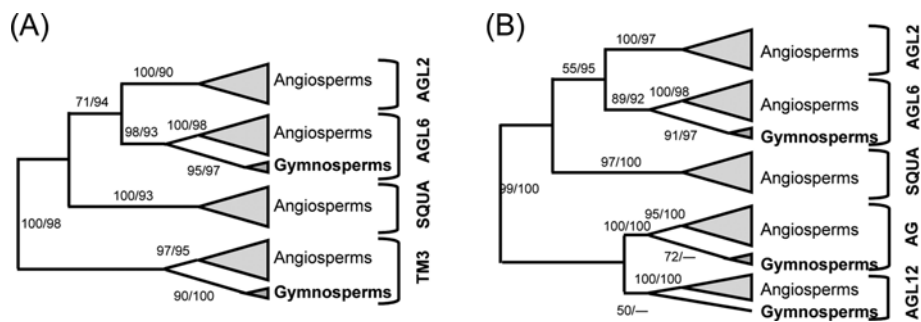 (A)
100/90
Angiosperms
AGL2
71/94
98/93
100/98
Angiosperms
AGL6
95/97
Gymnosperms
100/93
Angiosperms
SQUA
100/98
97/95
Angiosperms
TM3
90/100
Gymnosperms
(B)
100/97
Angiosperms
AGL2
55/95
89/92
100/98
Angiosperms
AGL6
91/97
Gymnosperms
97/100
Angiosperms
SQUA
99/100
95/100
Angiosperms
AG
100/100
72/—
Gymnosperms
100/100
Angiosperms
AGL12
50/—
Gymnosperms